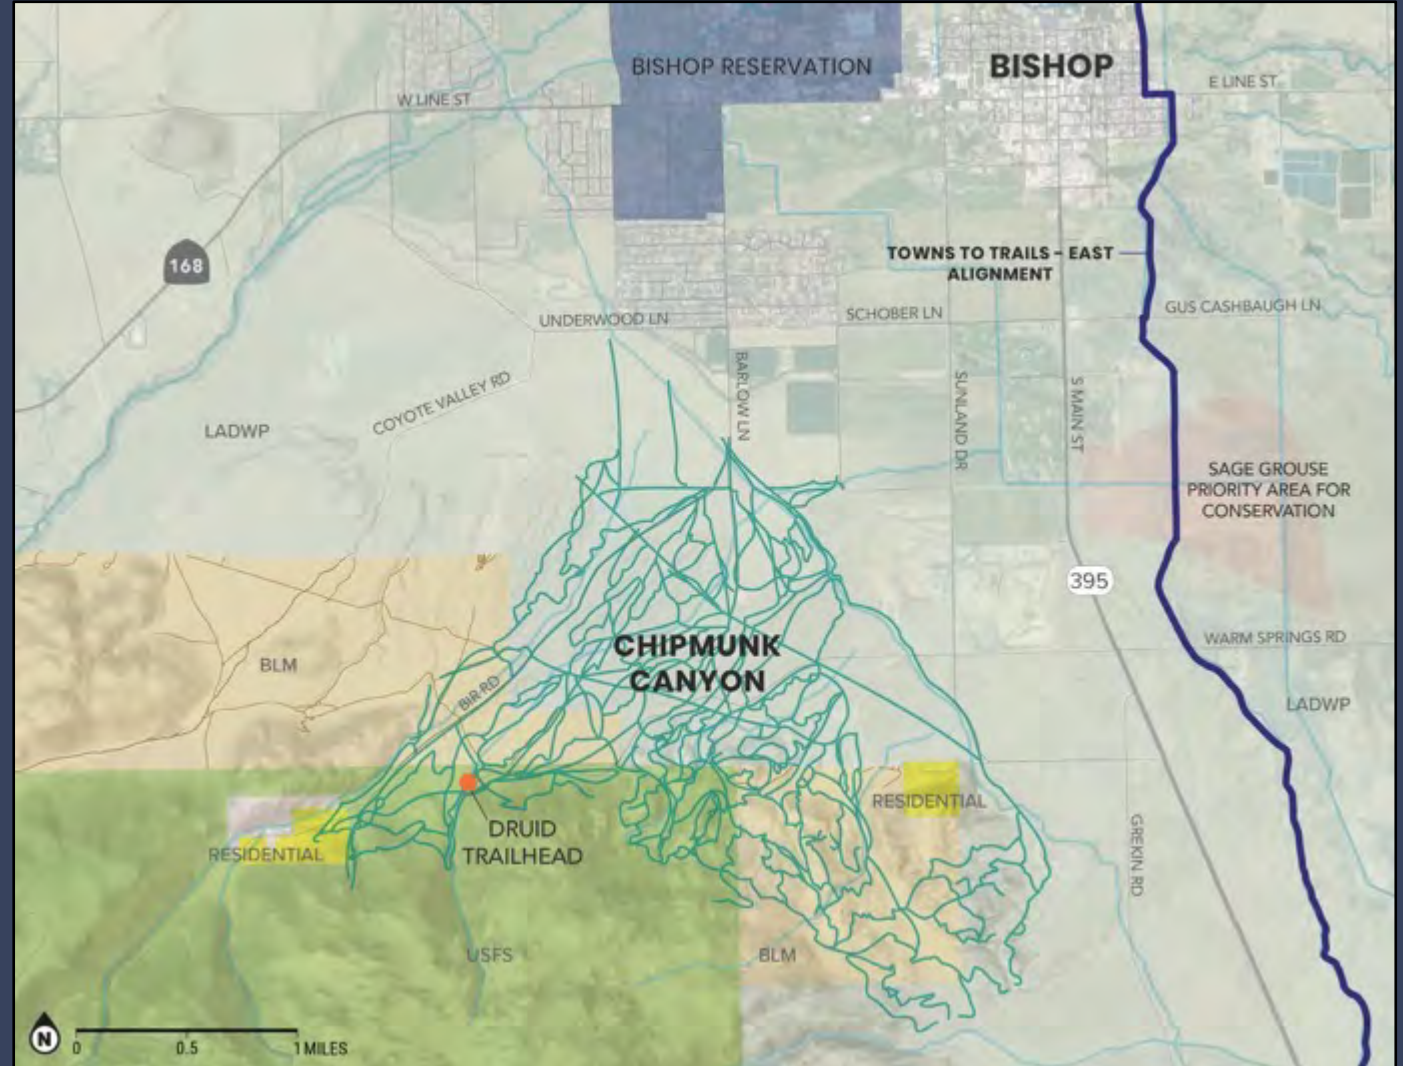 BISHOP RESERVATION
BISHOP
W LINE ST
E LINE ST
168
TOWNS TO TRAILS - EAST
ALIGNMENT
UNDERWOOD LN
SCHOBER LN
GUS CASHBAUGH LN
BARLOW LN
SUNLAND DR
S MAIN ST
COYOTE VALLEY RD
LADWP
SAGE GROUSE
PRIORITY AREA FOR
CONSERVATION
395
CHIPMUNK
CANYON
WARM SPRINGS RD
BLM
BIR RD
LADWP
RESIDENTIAL
DRUID
TRAILHEAD
RESIDENTIAL
GREKIN RD
USFS
BLM
N
0 0.5 1 MILES